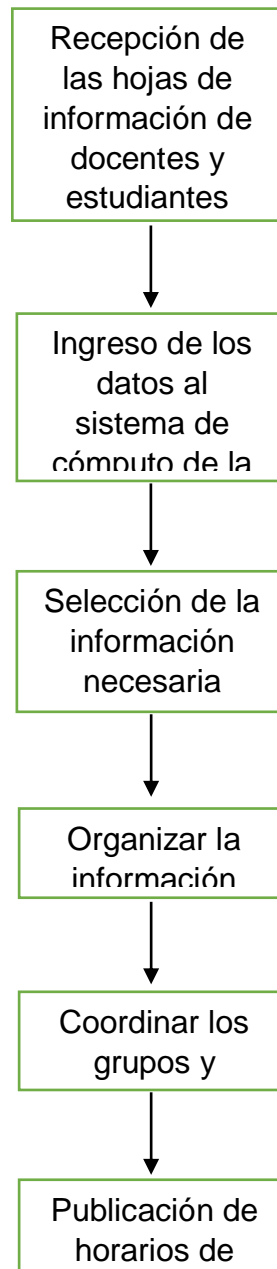 Recepción de
las hojas de
información de
docentes y
estudiantes
Ingreso de los
datos al
sistema de
cómputo de la
Selección de la
información
necesaria
Organizar la
información
Coordinar los
grupos y
Publicación de
horarios de